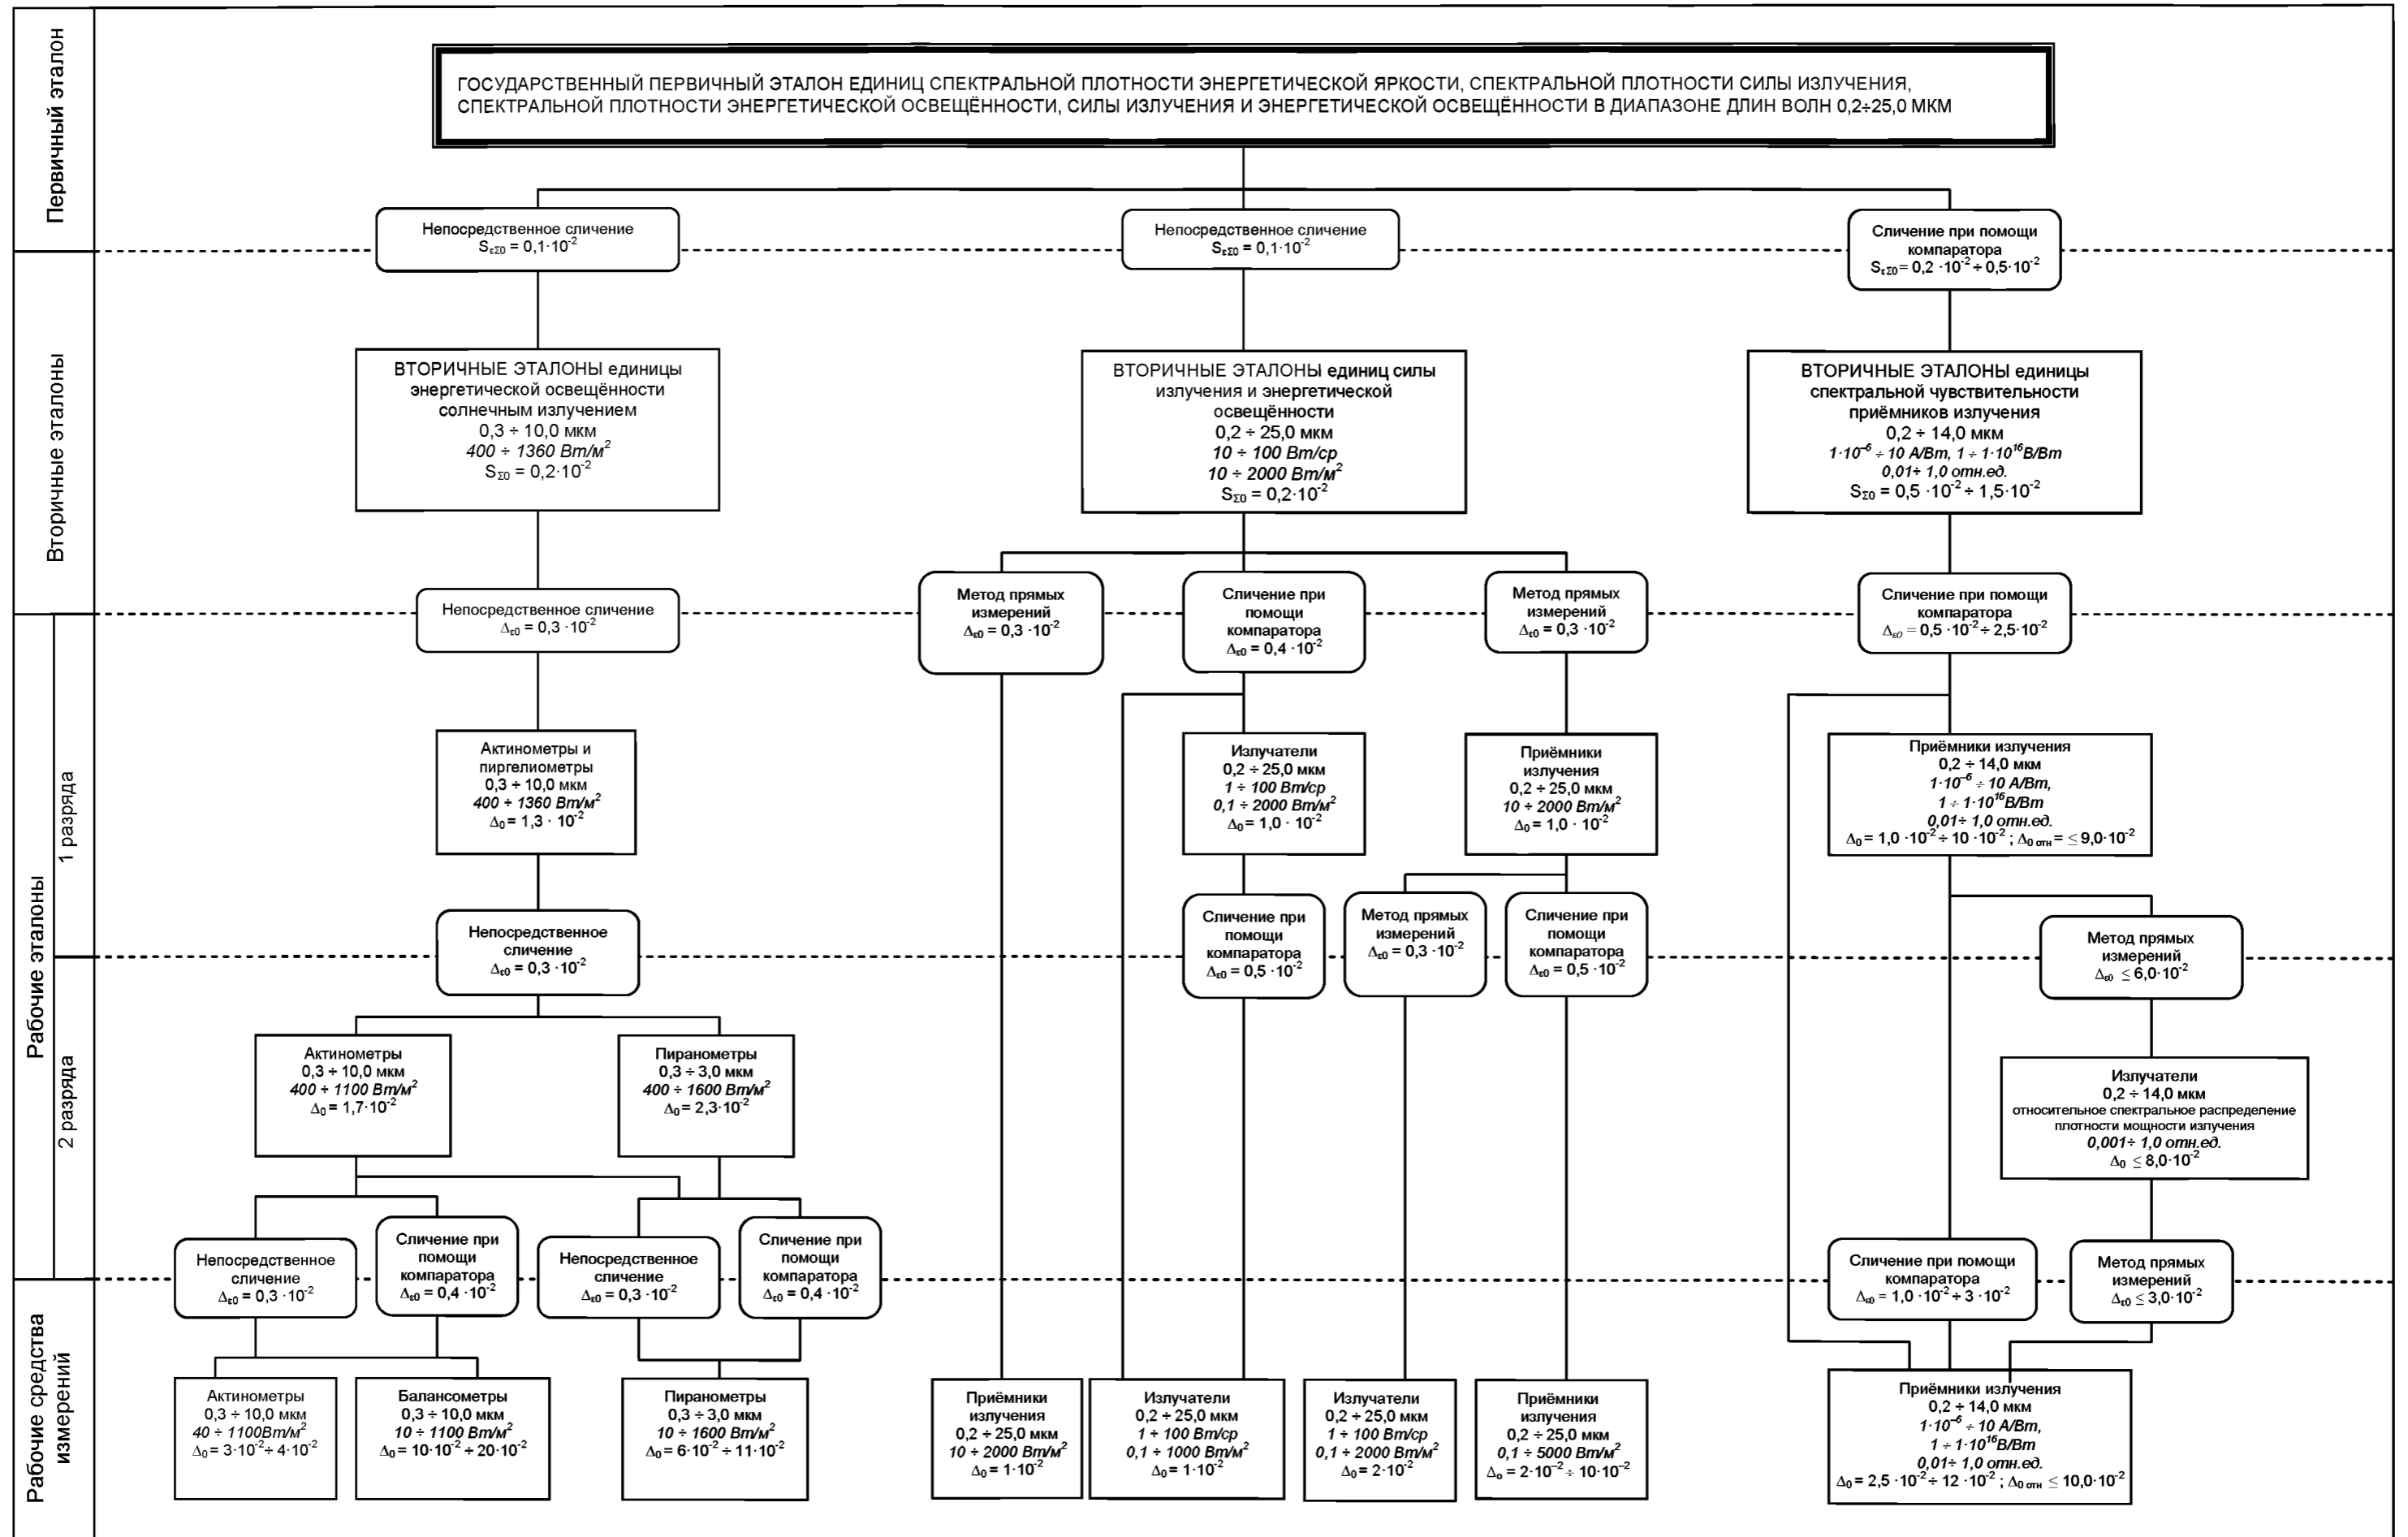 Первичный эталон
ГОСУДАРСТВЕННЫЙ ПЕРВИЧНЫЙ ЭТАЛОН ЕДИНИЦ СПЕКТРАЛЬНОЙ ПЛОТНОСТИ ЭНЕРГЕТИЧЕСКОЙ ЯРКОСТИ, СПЕКТРАЛЬНОЙ ПЛОТНОСТИ СИЛЫ ИЗЛУЧЕНИЯ,
СПЕКТРАЛЬНОЙ ПЛОТНОСТИ ЭНЕРГЕТИЧЕСКОЙ ОСВЕЩЁННОСТИ, СИЛЫ ИЗЛУЧЕНИЯ И ЭНЕРГЕТИЧЕСКОЙ ОСВЕЩЁННОСТИ В ДИАПАЗОНЕ ДЛИН ВОЛН 0,2÷25,0 МКМ
Непосредственное сличение
SεΣ0 = 0,1·10⁻²
Непосредственное сличение
SεΣ0 = 0,1·10⁻²
Сличение при помощи
компаратора
SεΣ0 = 0,2 ·10⁻² ÷ 0,5·10⁻²
Вторичные эталоны
ВТОРИЧНЫЕ ЭТАЛОНЫ единицы
энергетической освещённости
солнечным излучением
0,3 ÷ 10,0 мкм
400 ÷ 1360 Вт/м²
SΣ0 = 0,2·10⁻²
ВТОРИЧНЫЕ ЭТАЛОНЫ единиц силы
излучения и энергетической
освещённости
0,2 ÷ 25,0 мкм
10 ÷ 100 Вт/ср
10 ÷ 2000 Вт/м²
SΣ0 = 0,2·10⁻²
ВТОРИЧНЫЕ ЭТАЛОНЫ единицы
спектральной чувствительности
приёмников излучения
0,2 ÷ 14,0 мкм
1·10⁻⁶ ÷ 10 А/Вт, 1 ÷ 1·10¹⁶В/Вт
0,01÷ 1,0 отн.ед.
SΣ0 = 0,5 ·10⁻² ÷ 1,5·10⁻²
Непосредственное сличение
Δε0 = 0,3 ·10⁻²
Метод прямых
измерений
Δε0 = 0,3 ·10⁻²
Сличение при
помощи
компаратора
Δε0 = 0,4 ·10⁻²
Метод прямых
измерений
Δε0 = 0,3 ·10⁻²
Сличение при помощи
компаратора
Δε0 = 0,5 ·10⁻² ÷ 2,5·10⁻²
Рабочие эталоны
1 разряда
Актинометры и
пиргелиометры
0,3 ÷ 10,0 мкм
400 ÷ 1360 Вт/м²
Δ0 = 1,3 · 10⁻²
Излучатели
0,2 ÷ 25,0 мкм
1 ÷ 100 Вт/ср
0,1 ÷ 2000 Вт/м²
Δ0 = 1,0 · 10⁻²
Приёмники
излучения
0,2 ÷ 25,0 мкм
10 ÷ 2000 Вт/м²
Δ0 = 1,0 ·10⁻²
Приёмники излучения
0,2 ÷ 14,0 мкм
1·10⁻⁶ ÷ 10 А/Вт,
1 ÷ 1·10¹⁶В/Вт
0,01÷ 1,0 отн.ед.
Δ0 = 1,0 ·10⁻² ÷ 10 ·10⁻² ; Δ0 отн = ≤ 9,0·10⁻²
Непосредственное
сличение
Δε0 = 0,3 ·10⁻²
Сличение при
помощи
компаратора
Δε0 = 0,5 ·10⁻²
Метод прямых
измерений
Δε0 = 0,3 ·10⁻²
Сличение при
помощи
компаратора
Δε0 = 0,5 ·10⁻²
Метод прямых
измерений
Δε0 ≤ 6,0·10⁻²
2 разряда
Актинометры
0,3 ÷ 10,0 мкм
400 ÷ 1100 Вт/м²
Δ0 = 1,7·10⁻²
Пиранометры
0,3 ÷ 3,0 мкм
400 ÷ 1600 Вт/м²
Δ0 = 2,3·10⁻²
Излучатели
0,2 ÷ 14,0 мкм
относительное спектральное распределение
плотности мощности излучения
0,001÷ 1,0 отн.ед.
Δ0 ≤ 8,0·10⁻²
Непосредственное
сличение
Δε0 = 0,3 ·10⁻²
Сличение при
помощи
компаратора
Δε0 = 0,4 ·10⁻²
Непосредственное
сличение
Δε0 = 0,3 ·10⁻²
Сличение при
помощи
компаратора
Δε0 = 0,4 ·10⁻²
Сличение при помощи
компаратора
Δε0 = 1,0 ·10⁻² ÷ 3 ·10⁻²
Метод прямых
измерений
Δε0 ≤ 3,0·10⁻²
Рабочие средства
измерений
Актинометры
0,3 ÷ 10,0 мкм
40 ÷ 1100Вт/м²
Δ0 = 3·10⁻² ÷ 4·10⁻²
Балансометры
0,3 ÷ 10,0 мкм
10 ÷ 1100 Вт/м²
Δ0 = 10·10⁻² ÷ 20·10⁻²
Пиранометры
0,3 ÷ 3,0 мкм
10 ÷ 1600 Вт/м²
Δ0 = 6·10⁻² ÷ 11·10⁻²
Приёмники
излучения
0,2 ÷ 25,0 мкм
10 ÷ 2000 Вт/м²
Δ0 = 1·10⁻²
Излучатели
0,2 ÷ 25,0 мкм
1 ÷ 100 Вт/ср
0,1 ÷ 1000 Вт/м²
Δ0 = 1·10⁻²
Излучатели
0,2 ÷ 25,0 мкм
1 ÷ 100 Вт/ср
0,1 ÷ 2000 Вт/м²
Δ0 = 2·10⁻²
Приёмники
излучения
0,2 ÷ 25,0 мкм
0,1 ÷ 5000 Вт/м²
Δo = 2·10⁻² ÷ 10·10⁻²
Приёмники излучения
0,2 ÷ 14,0 мкм
1·10⁻⁶ ÷ 10 А/Вт,
1 ÷ 1·10¹⁶В/Вт
0,01÷ 1,0 отн.ед.
Δ0 = 2,5 ·10⁻² ÷ 12 ·10⁻² ; Δ0 отн ≤ 10,0·10⁻²